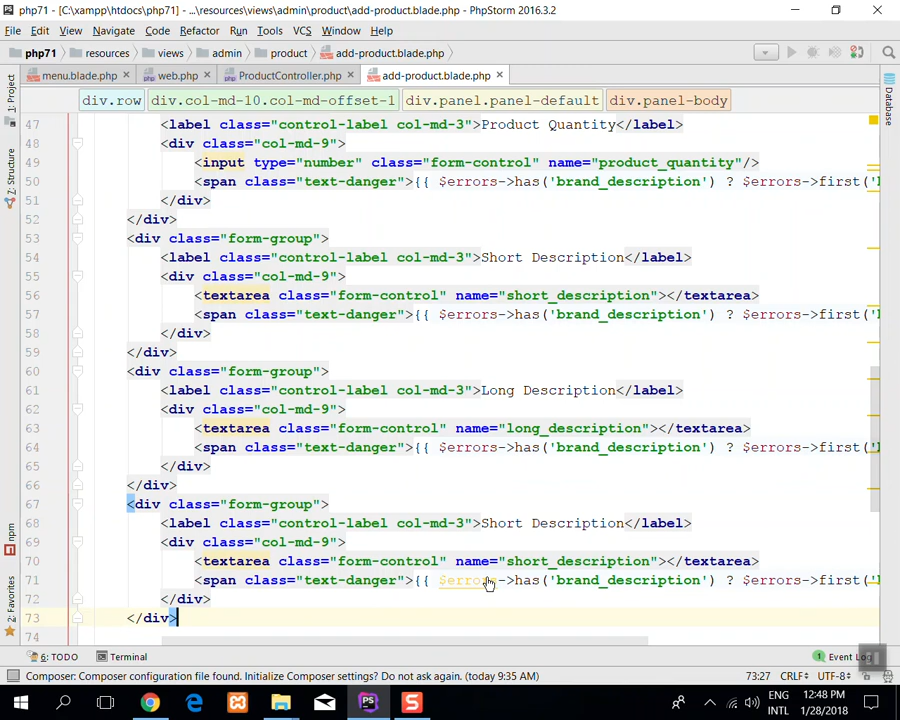 php71 - [C:\xampp\htdocs\php71] - ...\resources\views\admin\product\add-product.blade.php - PhpStorm 2016.3.2
File Edit View Navigate Code Refactor Run Tools VCS Window Help
php71 resources views admin product add-product.blade.php
menu.blade.php web.php ProductController.php add-product.blade.php
div.row div.col-md-10.col-md-offset-1 div.panel.panel-default div.panel-body
1: Project
7: Structure
npm
2: Favorites
Database
47 <label class="control-label col-md-3">Product Quantity</label>
48 <div class="col-md-9">
49 <input type="number" class="form-control" name="product_quantity"/>
50 <span class="text-danger">{{ $errors->has('brand_description') ? $errors->first('
51 </div>
52 </div>
53 <div class="form-group">
54 <label class="control-label col-md-3">Short Description</label>
55 <div class="col-md-9">
56 <textarea class="form-control" name="short_description"></textarea>
57 <span class="text-danger">{{ $errors->has('brand_description') ? $errors->first('
58 </div>
59 </div>
60 <div class="form-group">
61 <label class="control-label col-md-3">Long Description</label>
62 <div class="col-md-9">
63 <textarea class="form-control" name="long_description"></textarea>
64 <span class="text-danger">{{ $errors->has('brand_description') ? $errors->first('
65 </div>
66 </div>
67 <div class="form-group">
68 <label class="control-label col-md-3">Short Description</label>
69 <div class="col-md-9">
70 <textarea class="form-control" name="short_description"></textarea>
71 <span class="text-danger">{{ $errors->has('brand_description') ? $errors->first('
72 </div>
73 </div>
74
6: TODO Terminal 1 Event Log
Composer: Composer configuration file found. Initialize Composer settings? Do not ask again. (today 9:35 AM) 73:27 CRLF UTF-8
ENG 12:48 PM
INTL 1/28/2018